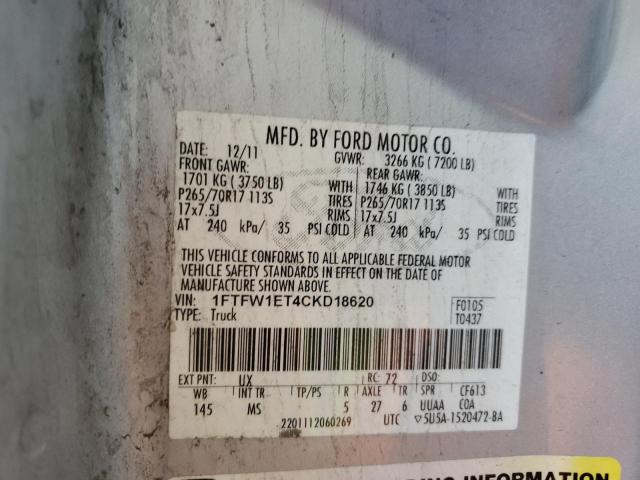 MFD. BY FORD MOTOR CO.
DATE: 12/11 GVWR: 3266 KG ( 7200 LB)
FRONT GAWR: REAR GAWR:
1701 KG ( 3750 LB) WITH 1746 KG ( 3850 LB) WITH
P265/70R17 113S TIRES P265/70R17 113S TIRES
17x7.5J RIMS 17x7.5J RIMS
AT 240 kPa/ 35 PSI COLD AT 240 kPa/ 35 PSI COLD
THIS VEHICLE CONFORMS TO ALL APPLICABLE FEDERAL MOTOR
VEHICLE SAFETY STANDARDS IN EFFECT ON THE DATE OF
MANUFACTURE SHOWN ABOVE.
VIN: 1FTFW1ET4CKD18620 F0105
TYPE: Truck T0437
EXT PNT: UX RC: 72 DSO:
WB INT TR TP/PS R AXLE TR SPR CF613
145 MS 5 27 6 UUAA COA
2201112060269 UTC 5U5A-1520472-BA
INFORMATION